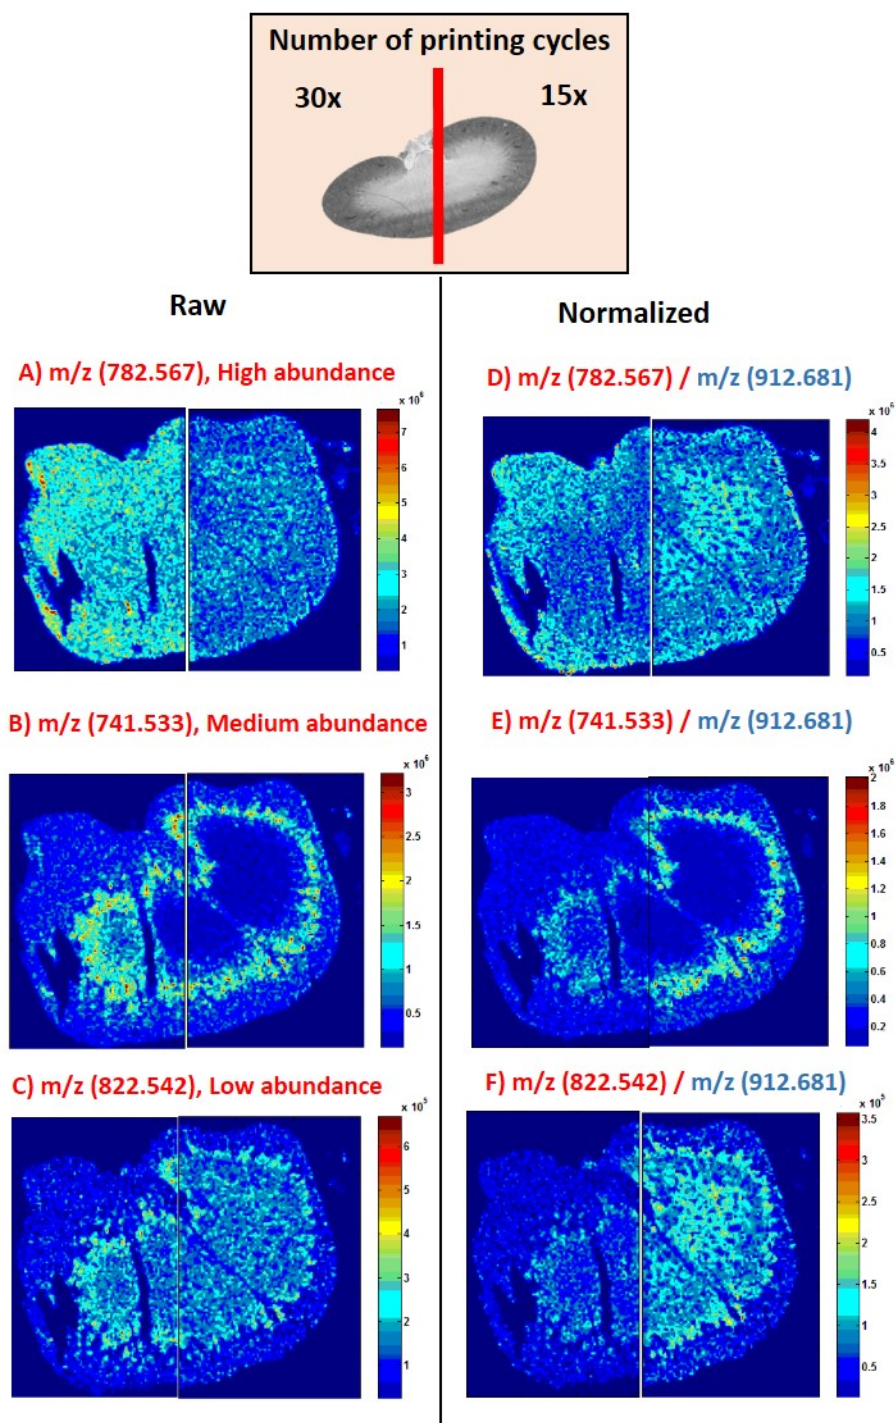 Number of printing cycles
30x
15x
Raw
Normalized
A) m/z (782.567), High abundance
x 10⁶
7
6
5
4
3
2
1
D) m/z (782.567) / m/z (912.681)
x 10⁶
4
3.5
3
2.5
2
1.5
1
0.5
B) m/z (741.533), Medium abundance
x 10⁶
3
2.5
2
1.5
1
0.5
E) m/z (741.533) / m/z (912.681)
x 10⁶
2
1.8
1.6
1.4
1.2
1
0.8
0.6
0.4
0.2
C) m/z (822.542), Low abundance
x 10⁵
6
5
4
3
2
1
F) m/z (822.542) / m/z (912.681)
x 10⁵
3.5
3
2.5
2
1.5
1
0.5